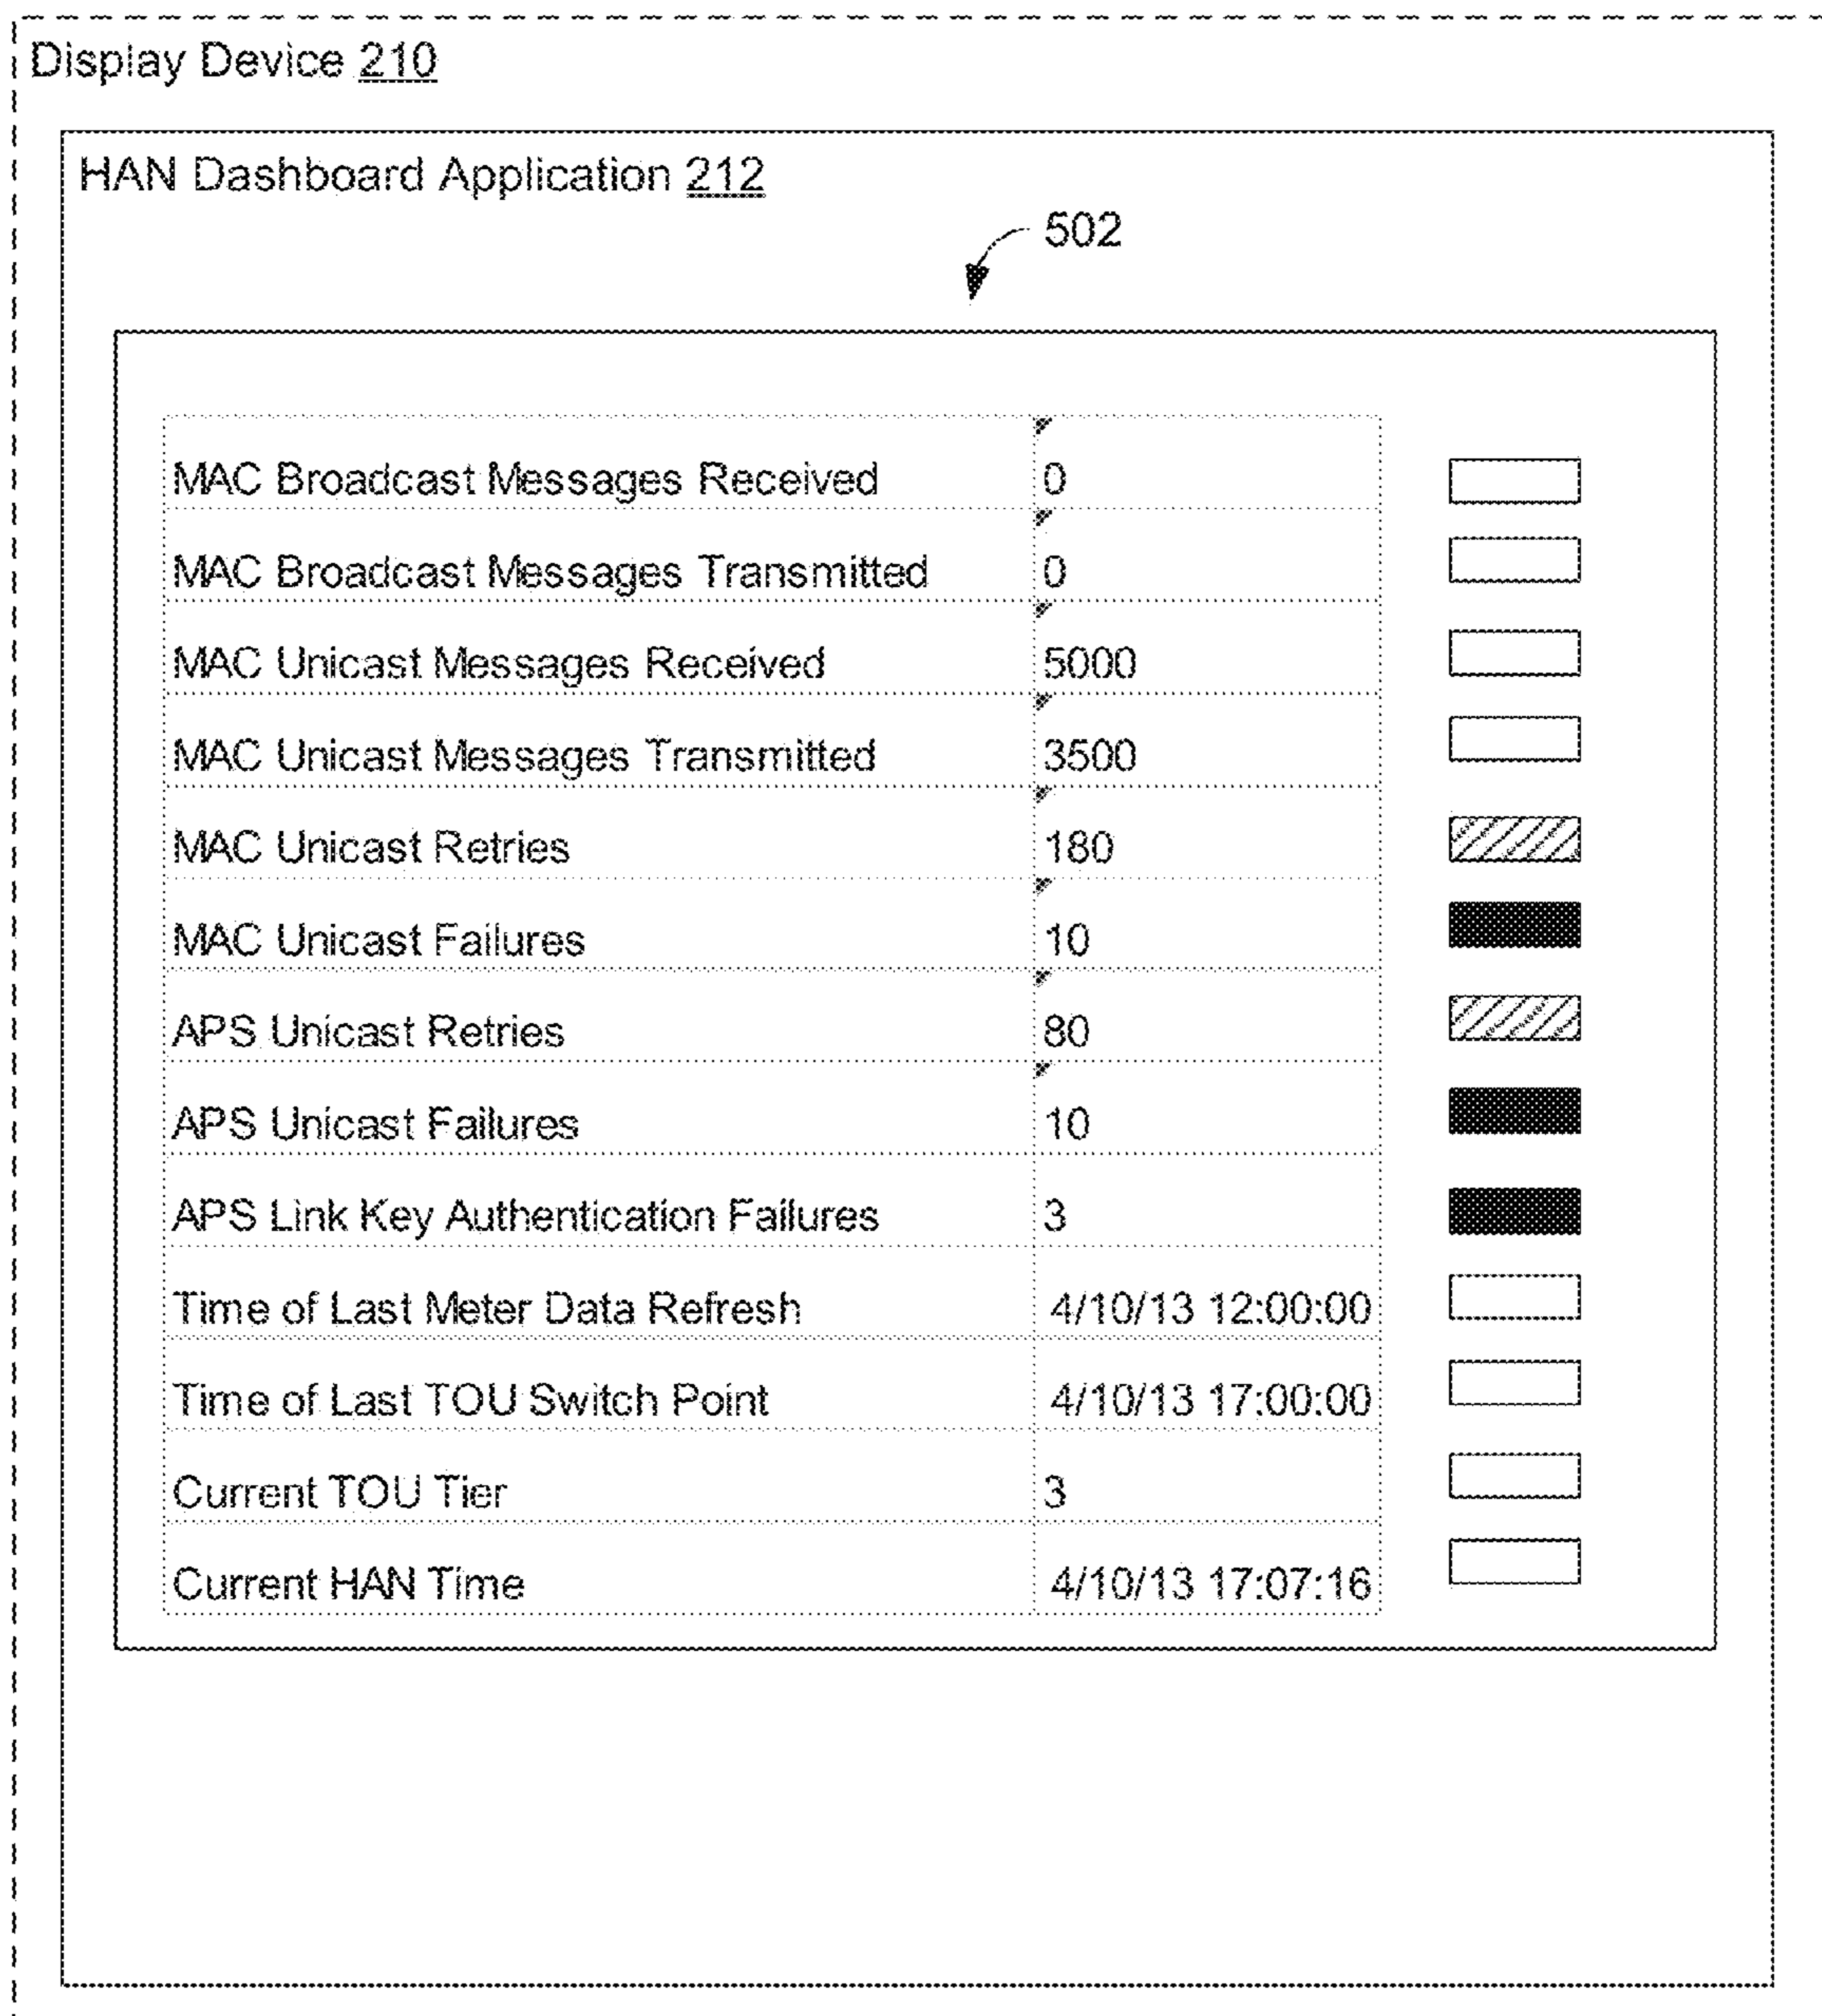 Display Device 210
HAN Dashboard Application 212
502
MAC Broadcast Messages Received 0
MAC Broadcast Messages Transmitted 0
MAC Unicast Messages Received 5000
MAC Unicast Messages Transmitted 3500
MAC Unicast Retries 180
MAC Unicast Failures 10
APS Unicast Retries 80
APS Unicast Failures 10
APS Link Key Authentication Failures 3
Time of Last Meter Data Refresh 4/10/13 12:00:00
Time of Last TOU Switch Point 4/10/13 17:00:00
Current TOU Tier 3
Current HAN Time 4/10/13 17:07:16